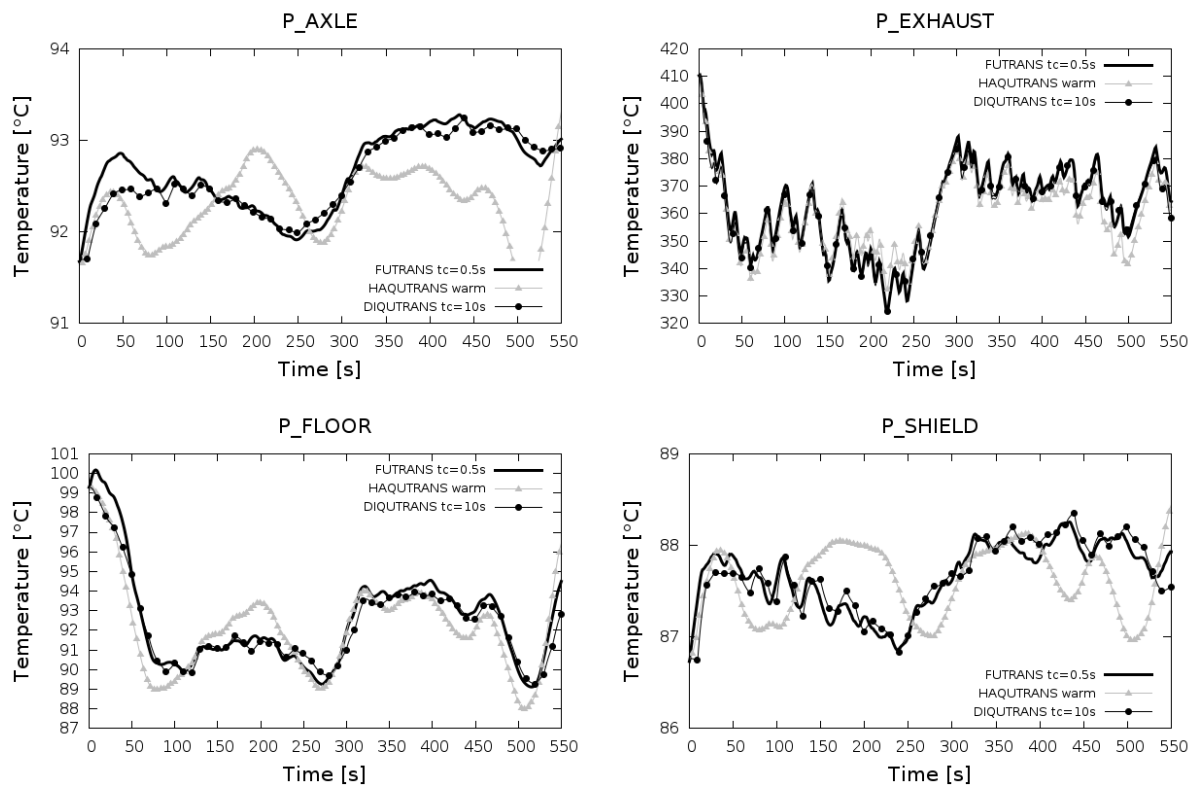 P_AXLE
Temperature [°C]
94
93
92
91
FUTRANS tc=0.5s
HAQUTRANS warm
DIQUTRANS tc=10s
0 50 100 150 200 250 300 350 400 450 500 550
Time [s]
P_EXHAUST
Temperature [°C]
420
410
400
390
380
370
360
350
340
330
320
FUTRANS tc=0.5s
HAQUTRANS warm
DIQUTRANS tc=10s
0 50 100 150 200 250 300 350 400 450 500 550
Time [s]
P_FLOOR
Temperature [°C]
101
100
99
98
97
96
95
94
93
92
91
90
89
88
87
FUTRANS tc=0.5s
HAQUTRANS warm
DIQUTRANS tc=10s
0 50 100 150 200 250 300 350 400 450 500 550
Time [s]
P_SHIELD
Temperature [°C]
89
88
87
86
FUTRANS tc=0.5s
HAQUTRANS warm
DIQUTRANS tc=10s
0 50 100 150 200 250 300 350 400 450 500 550
Time [s]